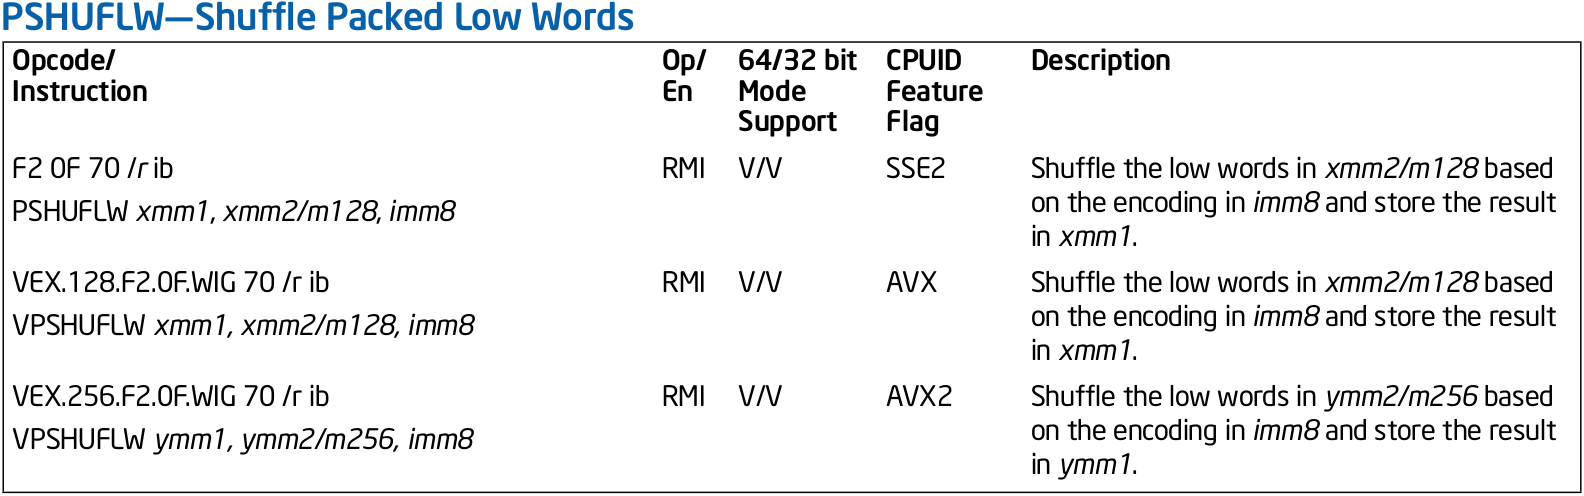 PSHUFLW—Shuffle Packed Low Words
Opcode/ Op/ 64/32 bit CPUID Description
Instruction En Mode Feature
Support Flag
F2 0F 70 /r ib RMI V/V SSE2 Shuffle the low words in xmm2/m128 based
PSHUFLW xmm1, xmm2/m128, imm8 on the encoding in imm8 and store the result
in xmm1.
VEX.128.F2.0F.WIG 70 /r ib RMI V/V AVX Shuffle the low words in xmm2/m128 based
VPSHUFLW xmm1, xmm2/m128, imm8 on the encoding in imm8 and store the result
in xmm1.
VEX.256.F2.0F.WIG 70 /r ib RMI V/V AVX2 Shuffle the low words in ymm2/m256 based
VPSHUFLW ymm1, ymm2/m256, imm8 on the encoding in imm8 and store the result
in ymm1.